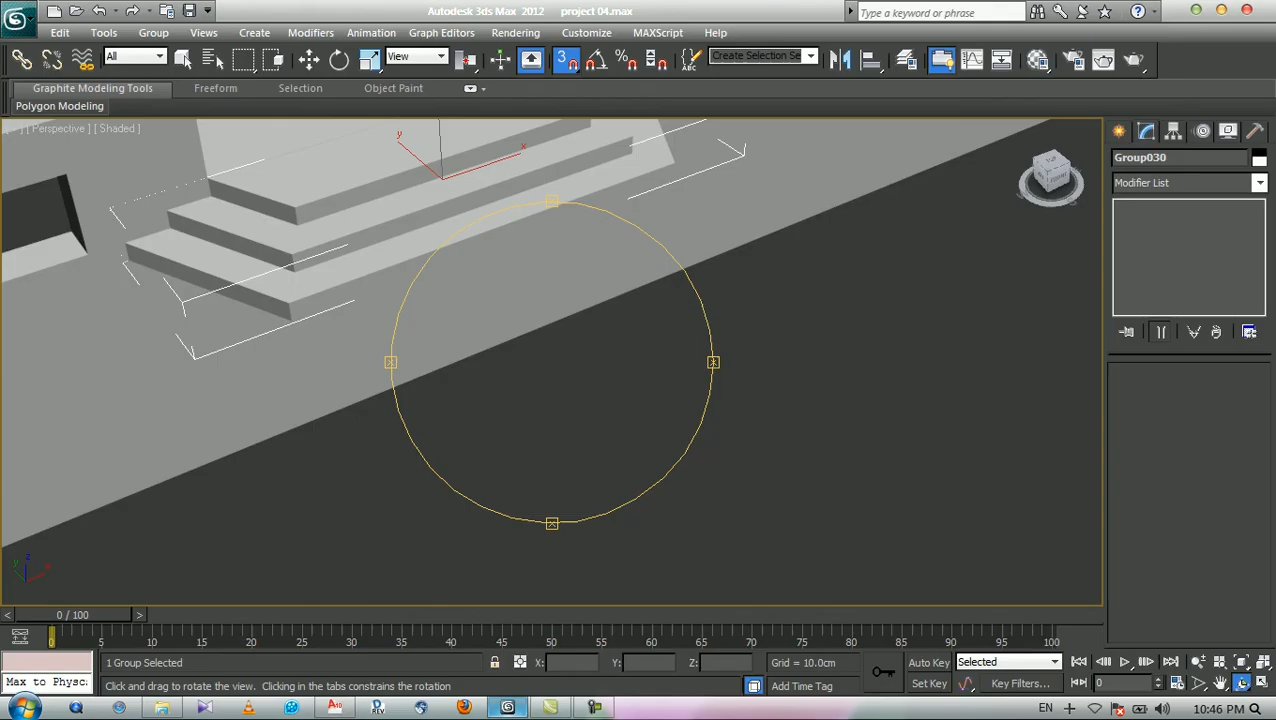 Autodesk 3ds Max 2012 project 04.max
Type a keyword or phrase
Edit Tools Group Views Create Modifiers Animation Graph Editors Rendering Customize MAXScript Help
All View 3 Create Selection Se
Graphite Modeling Tools Freeform Selection Object Paint
Polygon Modeling
[ Perspective ] [ Shaded ]
Group030
Modifier List
y x
z
y x
0 / 100
0 5 10 15 20 25 30 35 40 45 50 55 60 65 70 75 80 85 90 95 100
1 Group Selected X: Y: Z: Grid = 10.0cm Auto Key Selected
Max to Physc: Click and drag to rotate the view. Clicking in the tabs constrains the rotation Add Time Tag Set Key Key Filters... 0
EN 10:46 PM